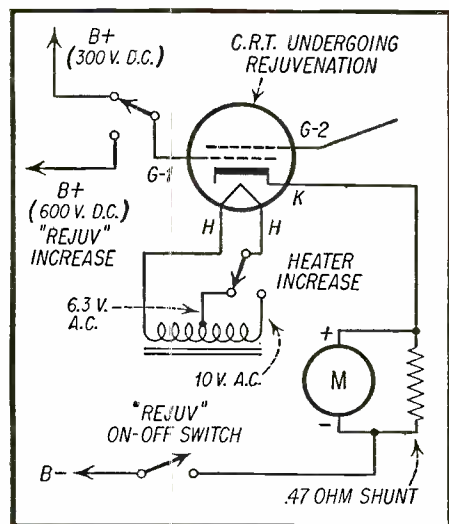 B+
(300 V. D.C.)
C.R.T. UNDERGOING
REJUVENATION
G-2
G-1
B+
(600 V. D.C.)
"REJUV"
INCREASE
K
H
H
HEATER
INCREASE
6.3 V.
A.C.
10V. A.C.
+
M
-
"REJUV"
ON-OFF SWITCH
B-
.47 OHM SHUNT